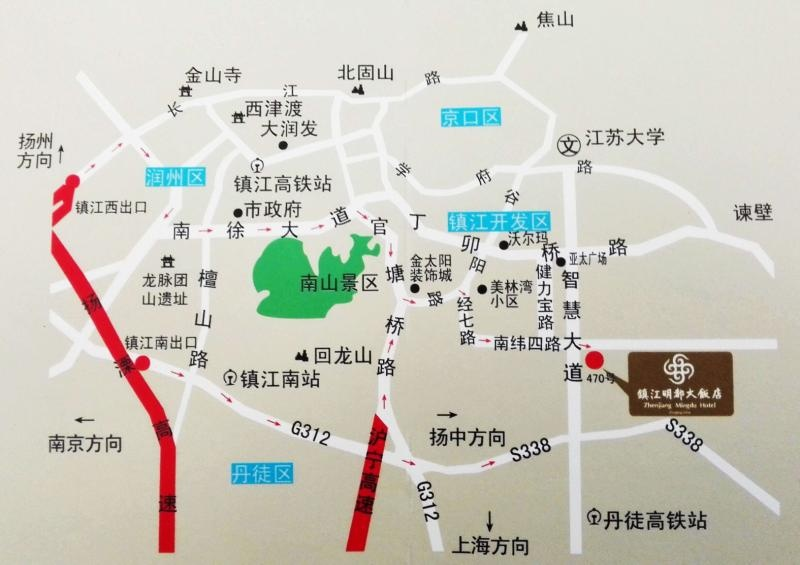 焦山
金山寺
北固山
长
江
路
西津渡
大润发
京口区
扬州
方向
润州区
江苏大学
文
学
府
路
镇江高铁站
谷
阳
路
镇江西出口
市政府
镇江开发区
谏壁
南
徐
大
道
官
塘
桥
路
丁
卯
桥
路
沃尔玛
金太阳
装饰城
亚太广场
龙脉团
山遗址
檀
山
路
南山景区
美林湾
小区
健力宝路
智慧大道
经七路
南纬四路
扬
溧
高
速
镇江南出口
回龙山
470号
镇江明都大飯店
Zhenjiang Mingdu Hotel
镇江南站
南京方向
G312
沪宁高速
扬中方向
S338
S338
丹徒区
G312
丹徒高铁站
上海方向